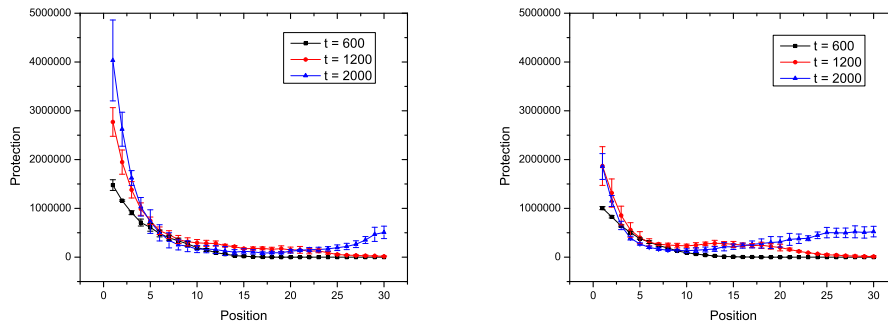 5000000
4000000
3000000
2000000
1000000
0
Protection
0 5 10 15 20 25 30
Position
t = 600
t = 1200
t = 2000
5000000
4000000
3000000
2000000
1000000
0
Protection
0 5 10 15 20 25 30
Position
t = 600
t = 1200
t = 2000